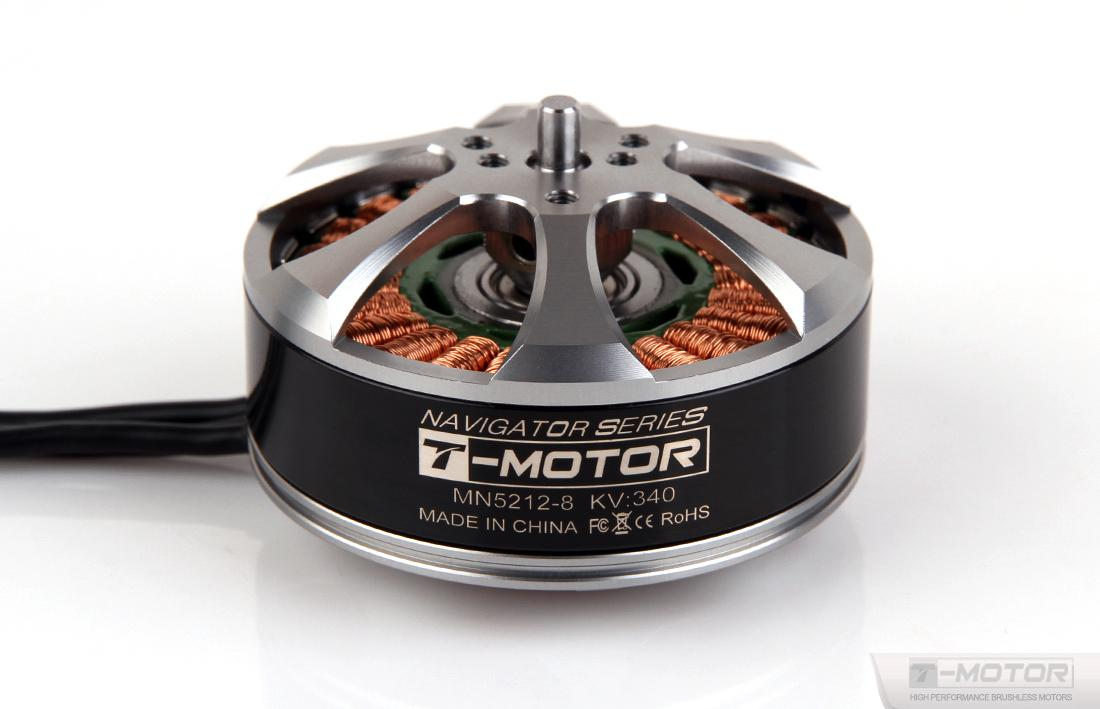 NAVIGATOR SERIES
T-MOTOR
MN5212-8 KV:340
MADE IN CHINA FC CE RoHS
T-MOTOR
HIGH PERFORMANCE BRUSHLESS MOTORS